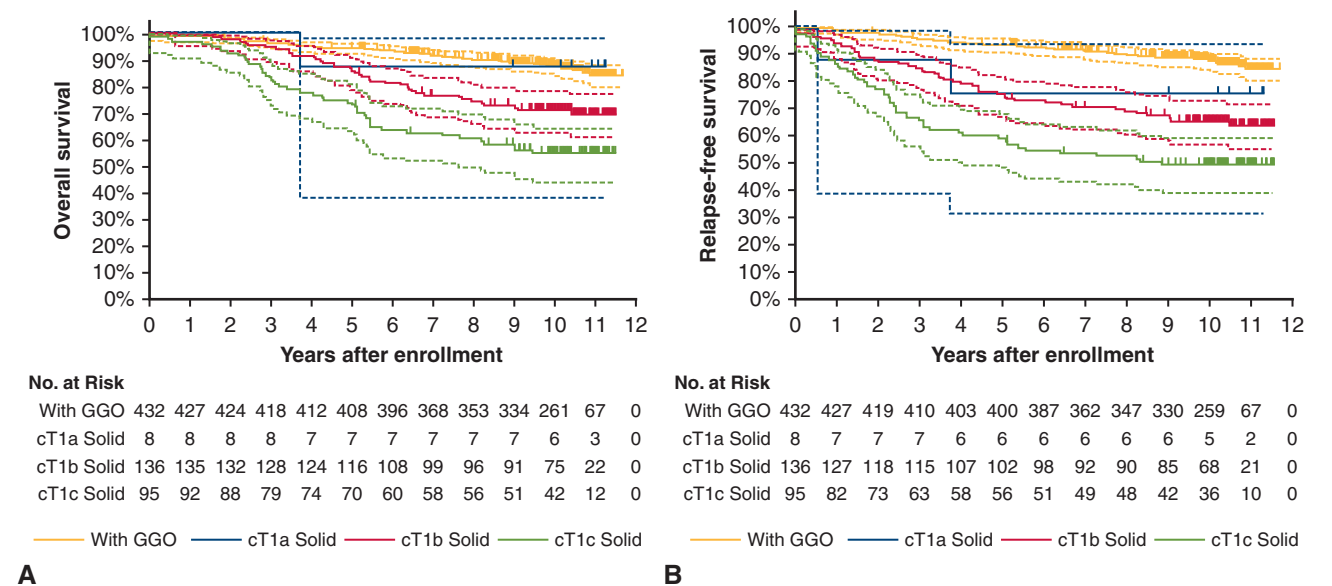 Overall survival
100%
90%
80%
70%
60%
50%
40%
30%
20%
10%
0%
0 1 2 3 4 5 6 7 8 9 10 11 12
Years after enrollment
No. at Risk
With GGO 432 427 424 418 412 408 396 368 353 334 261 67 0
cT1a Solid 8 8 8 8 7 7 7 7 7 7 6 3 0
cT1b Solid 136 135 132 128 124 116 108 99 96 91 75 22 0
cT1c Solid 95 92 88 79 74 70 60 58 56 51 42 12 0
With GGO cT1a Solid cT1b Solid cT1c Solid
A
Relapse-free survival
100%
90%
80%
70%
60%
50%
40%
30%
20%
10%
0%
0 1 2 3 4 5 6 7 8 9 10 11 12
Years after enrollment
No. at Risk
With GGO 432 427 419 410 403 400 387 362 347 330 259 67 0
cT1a Solid 8 7 7 7 6 6 6 6 6 6 5 2 0
cT1b Solid 136 127 118 115 107 102 98 92 90 85 68 21 0
cT1c Solid 95 82 73 63 58 56 51 49 48 42 36 10 0
With GGO cT1a Solid cT1b Solid cT1c Solid
B